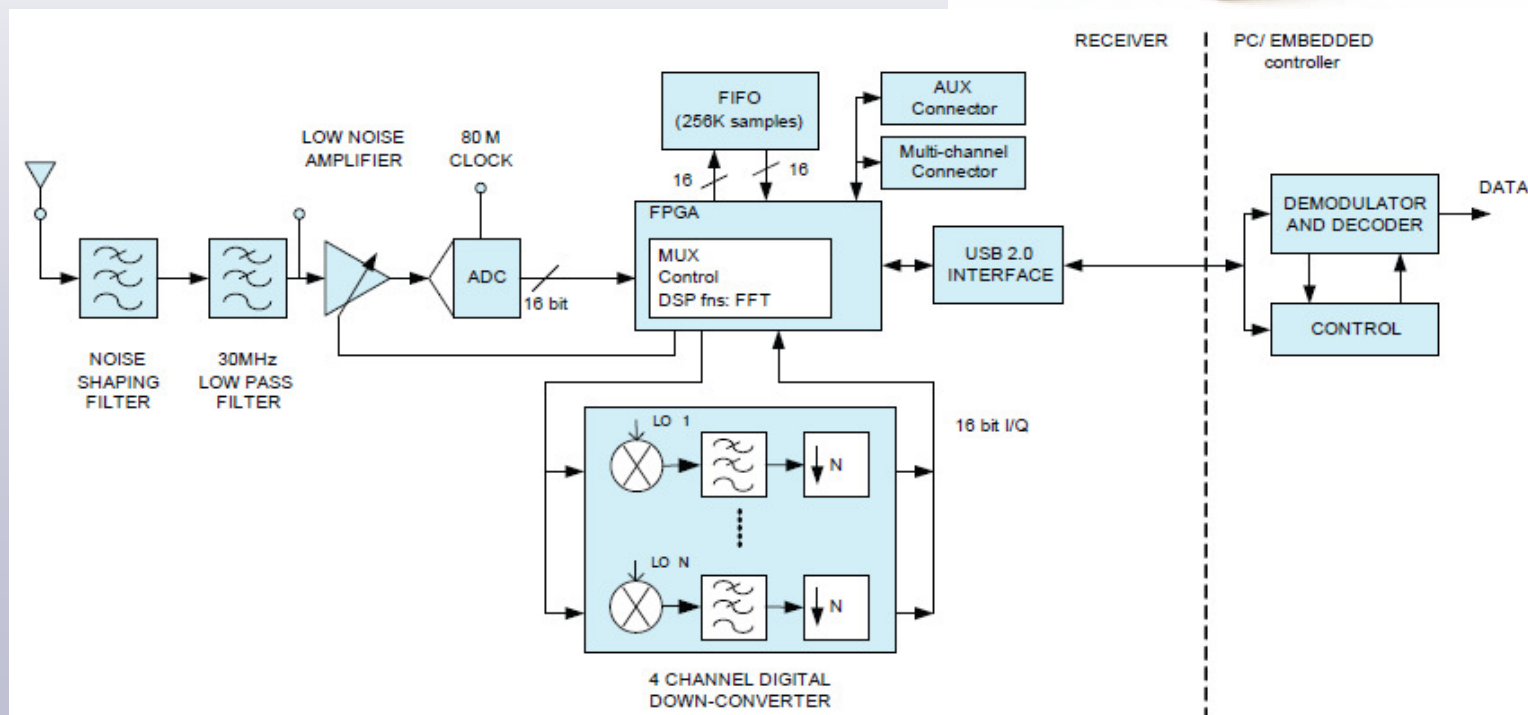 RECEIVER
PC/ EMBEDDED
controller
FIFO
(256K samples)
AUX
Connector
Multi-channel
Connector
LOW NOISE
AMPLIFIER
80 M
CLOCK
16
16
FPGA
MUX
Control
DSP fns: FFT
ADC
16 bit
USB 2.0
INTERFACE
DEMODULATOR
AND DECODER
DATA
CONTROL
NOISE
SHAPING
FILTER
30MHz
LOW PASS
FILTER
LO 1
N
16 bit I/Q
LO N
N
4 CHANNEL DIGITAL
DOWN-CONVERTER